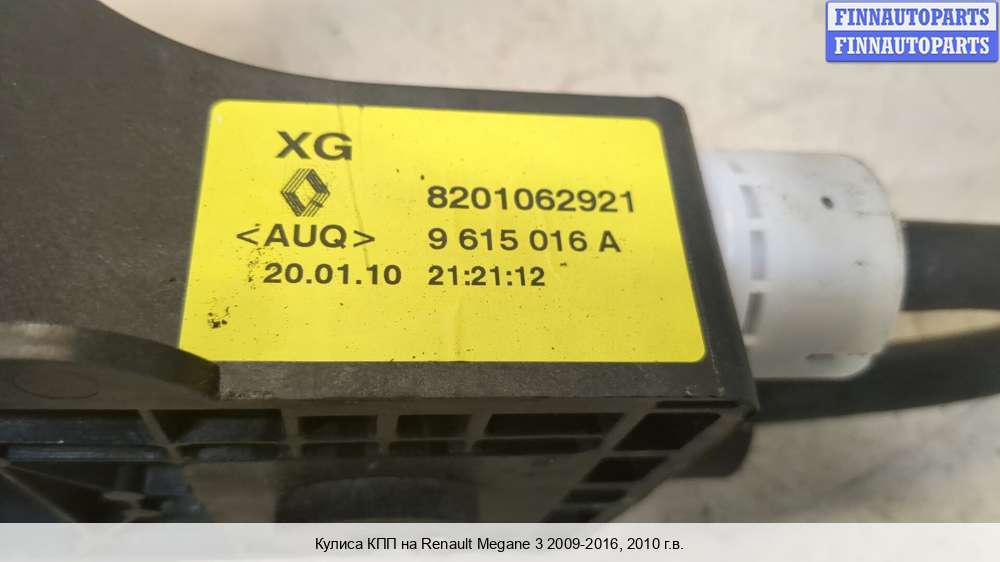 FINNAUTOPARTS
FINNAUTOPARTS
XG
8201062921
<AUQ> 9 615 016 A
20.01.10 21:21:12
Кулиса КПП на Renault Megane 3 2009-2016, 2010 г.в.